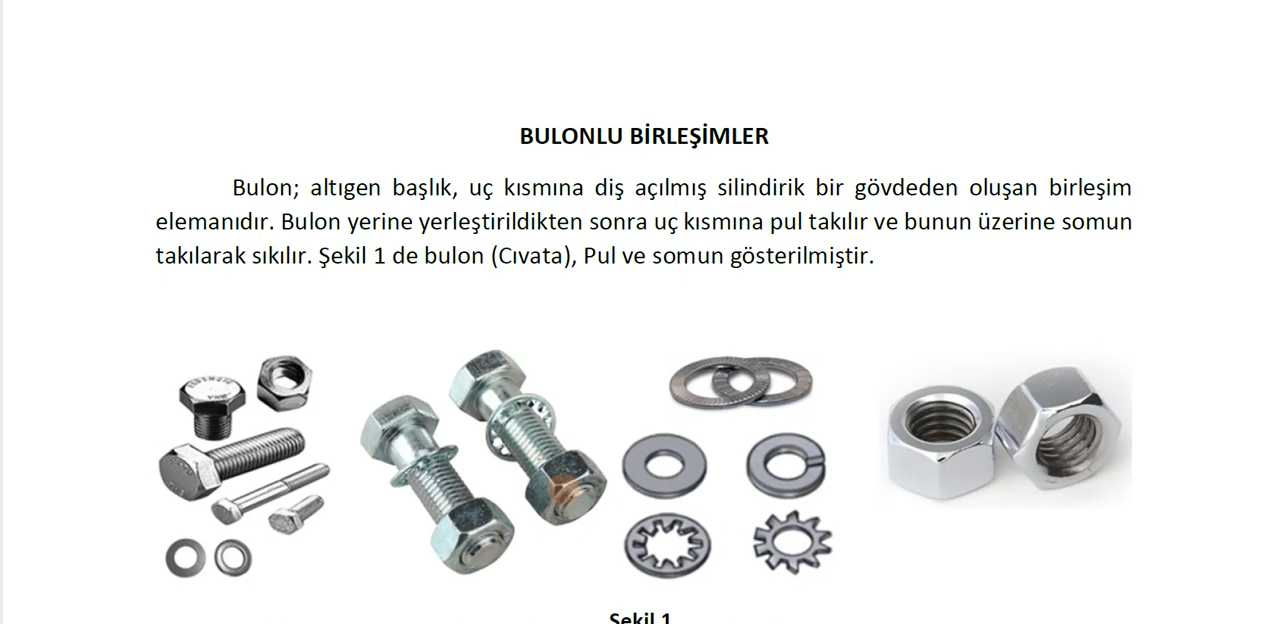 BULONLU BİRLEŞİMLER
Bulon; altıgen başlık, uç kısmına diş açılmış silindirik bir gövdeden oluşan birleşim
elemanıdır. Bulon yerine yerleştirildikten sonra uç kısmına pul takılır ve bunun üzerine somun
takılarak sıkılır. Şekil 1 de bulon (Cıvata), Pul ve somun gösterilmiştir.
Şekil 1